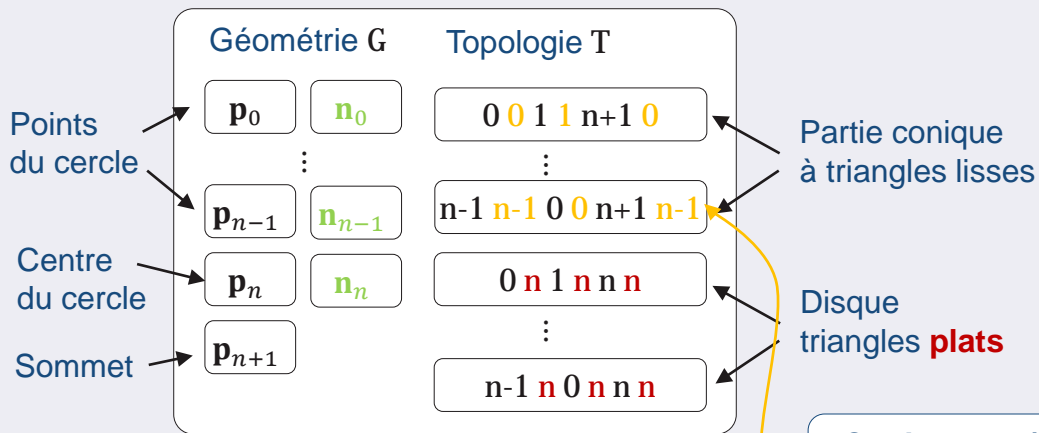 Géométrie G
Topologie T
Points
du cercle
p₀
n₀
0 0 1 1 n+1 0
Partie conique
à triangles lisses
⋮
⋮
pₙ₋₁
nₙ₋₁
n-1 n-1 0 0 n+1 n-1
Centre
du cercle
pₙ
nₙ
0 n 1 n n n
Disque
triangles plats
⋮
Sommet
pₙ₊₁
n-1 n 0 n n n